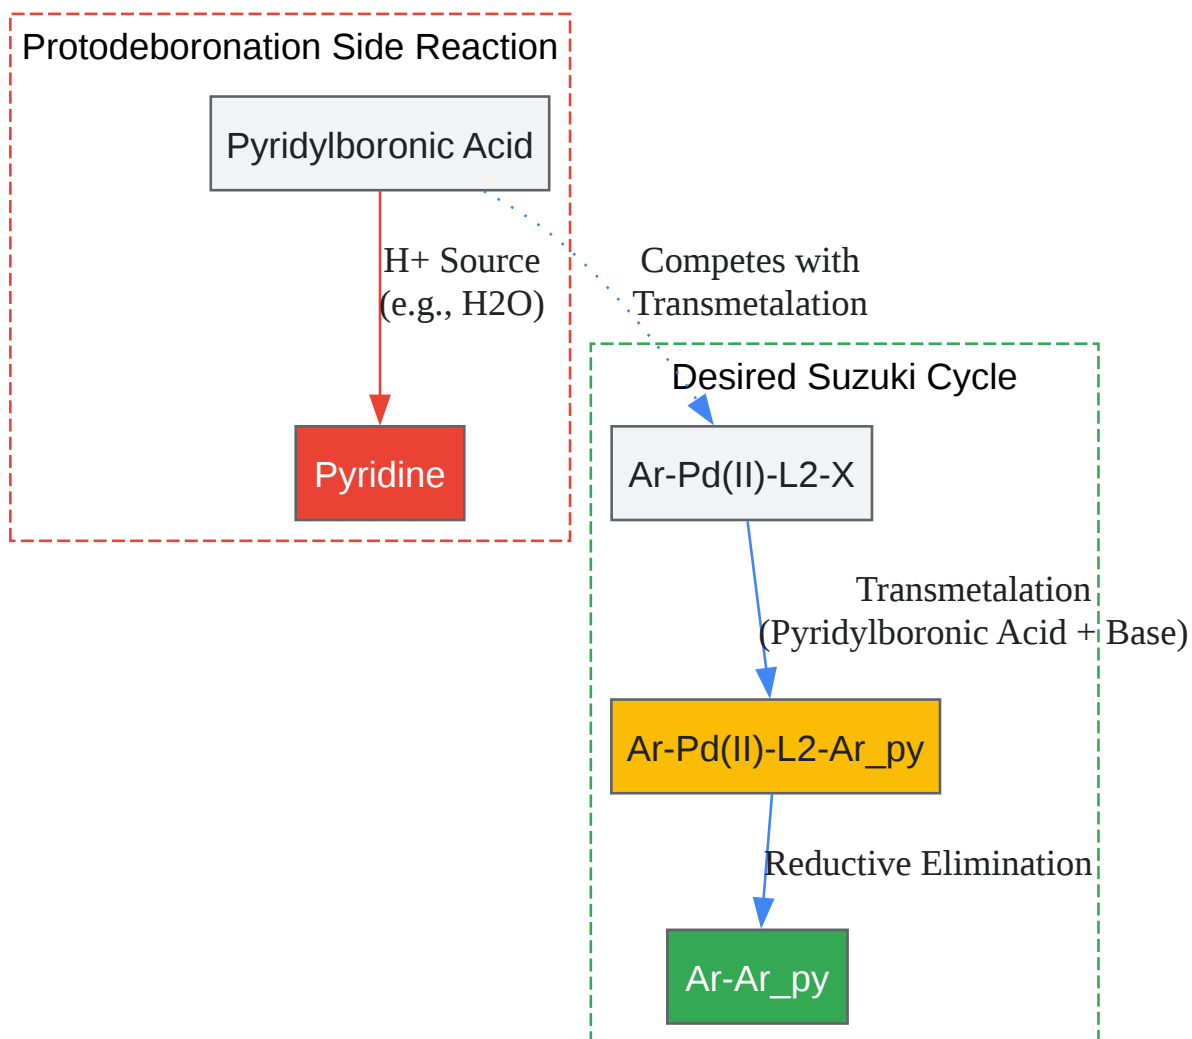 Protodeboronation Side Reaction
Pyridylboronic Acid
H+ Source
(e.g., H2O)
Competes with
Transmetalation
Pyridine
Desired Suzuki Cycle
Ar-Pd(II)-L2-X
Transmetalation
(Pyridylboronic Acid + Base)
Ar-Pd(II)-L2-Ar_py
Reductive Elimination
Ar-Ar_py